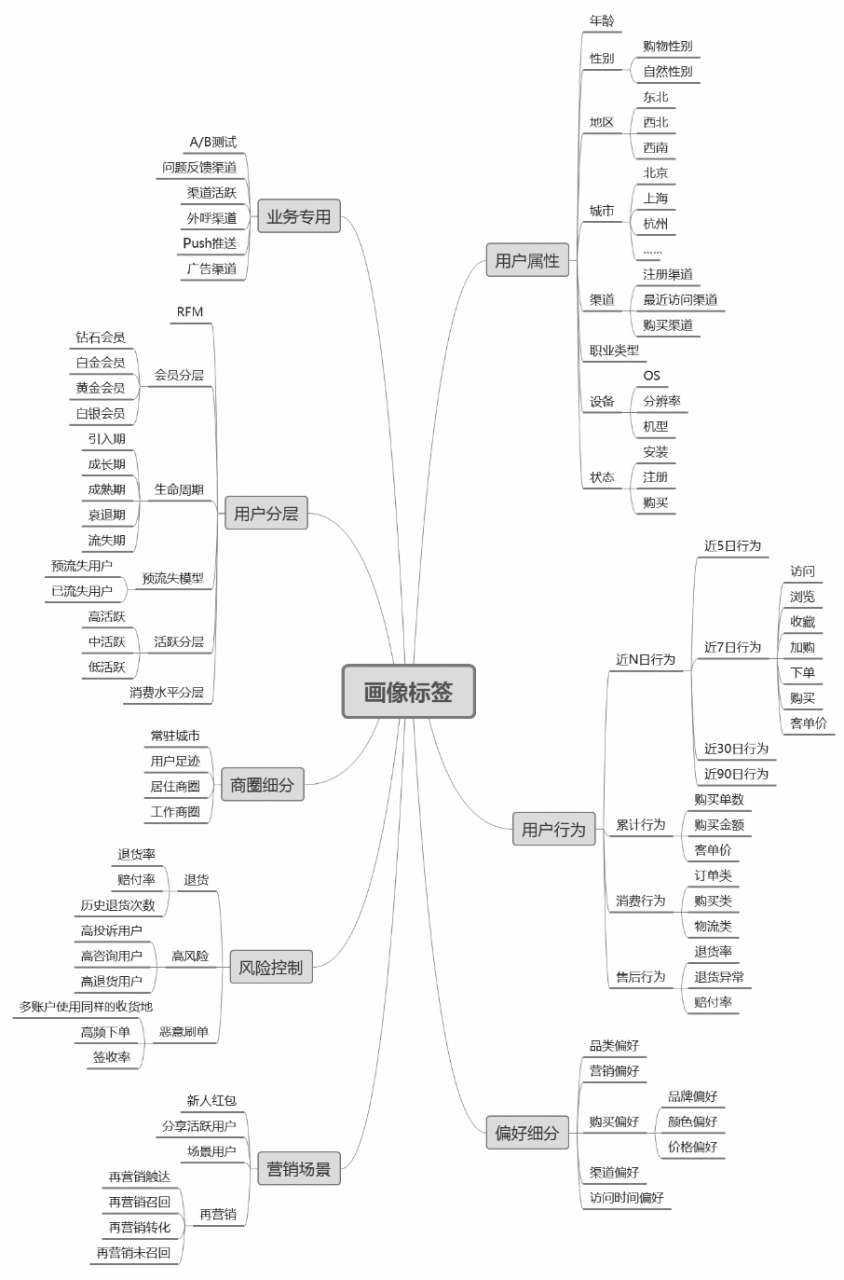 画像标签
用户属性
年龄
性别
购物性别
自然性别
地区
东北
西北
西南
城市
北京
上海
杭州
……
渠道
注册渠道
最近访问渠道
购买渠道
职业类型
设备
OS
分辨率
机型
状态
安装
注册
购买
用户行为
近N日行为
近5日行为
近7日行为
访问
浏览
收藏
加购
下单
购买
客单价
近30日行为
近90日行为
累计行为
购买单数
购买金额
客单价
消费行为
订单类
购买类
物流类
售后行为
退货率
退货异常
赔付率
偏好细分
品类偏好
营销偏好
购买偏好
品牌偏好
颜色偏好
价格偏好
渠道偏好
访问时间偏好
业务专用
A/B测试
问题反馈渠道
渠道活跃
外呼渠道
Push推送
广告渠道
用户分层
RFM
会员分层
钻石会员
白金会员
黄金会员
白银会员
生命周期
引入期
成长期
成熟期
衰退期
流失期
预流失模型
预流失用户
已流失用户
活跃分层
高活跃
中活跃
低活跃
消费水平分层
商圈细分
常驻城市
用户足迹
居住商圈
工作商圈
风险控制
退货
退货率
赔付率
历史退货次数
高风险
高投诉用户
高咨询用户
高退货用户
恶意刷单
多账户使用同样的收货地
高频下单
签收率
营销场景
新人红包
分享活跃用户
场景用户
再营销
再营销触达
再营销召回
再营销转化
再营销未召回